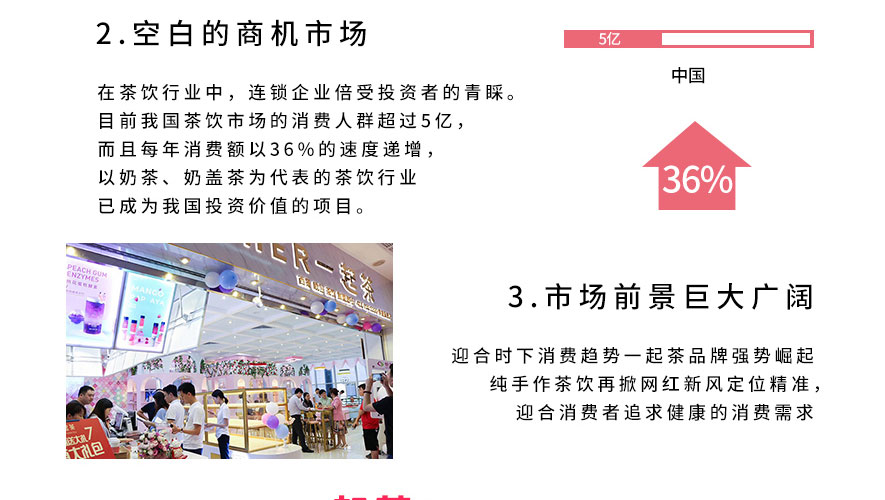 2.空白的商机市场
在茶饮行业中，连锁企业倍受投资者的青睬。
目前我国茶饮市场的消费人群超过5亿，
而且每年消费额以36%的速度递增，
以奶茶、奶盖茶为代表的茶饮行业
已成为我国投资价值的项目。
5亿
中国
36%
PEACH GUM
ENZYMES
MANGO
一起茶
7
大礼包
3.市场前景巨大广阔
迎合时下消费趋势一起茶品牌强势崛起
纯手作茶饮再掀网红新风定位精准，
迎合消费者追求健康的消费需求